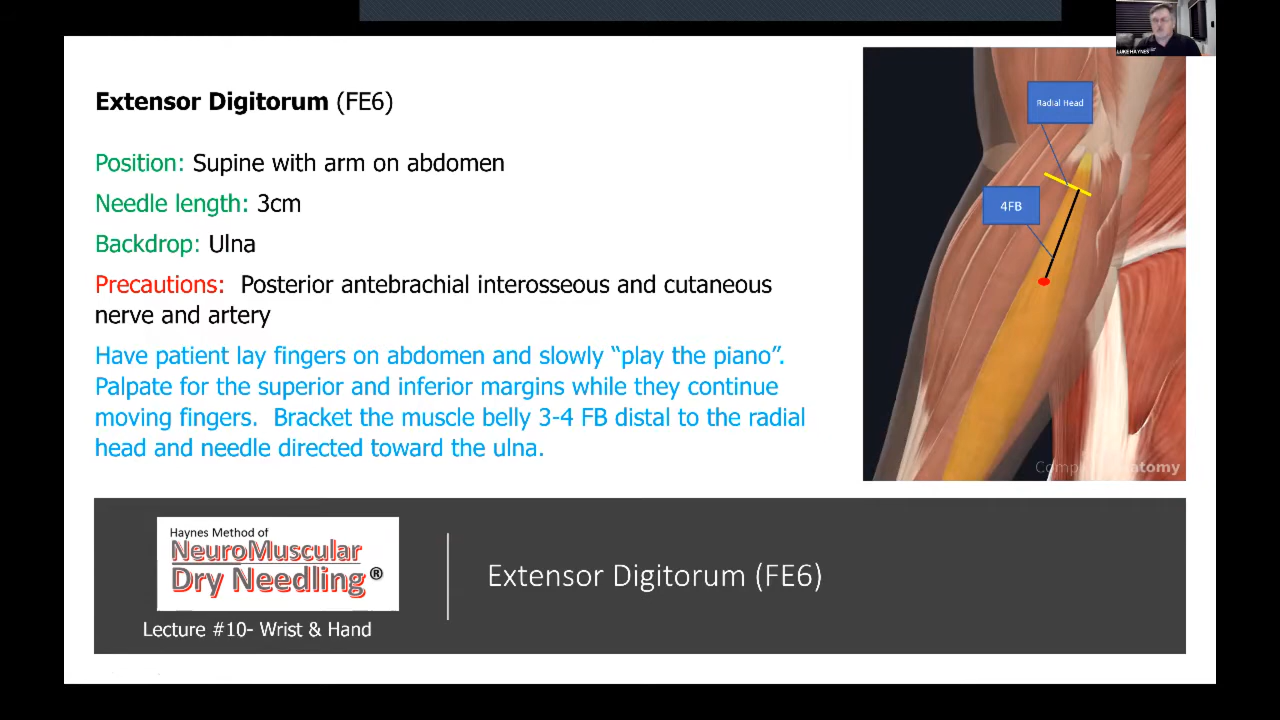 LUKE HAYNES
Extensor Digitorum (FE6)
Position: Supine with arm on abdomen
Needle length: 3cm
Backdrop: Ulna
Precautions: Posterior antebrachial interosseous and cutaneous
nerve and artery
Have patient lay fingers on abdomen and slowly “play the piano”.
Palpate for the superior and inferior margins while they continue
moving fingers. Bracket the muscle belly 3-4 FB distal to the radial
head and needle directed toward the ulna.
Radial Head
4FB
Haynes Method of
NeuroMuscular
Dry Needling®
Lecture #10- Wrist & Hand
Extensor Digitorum (FE6)